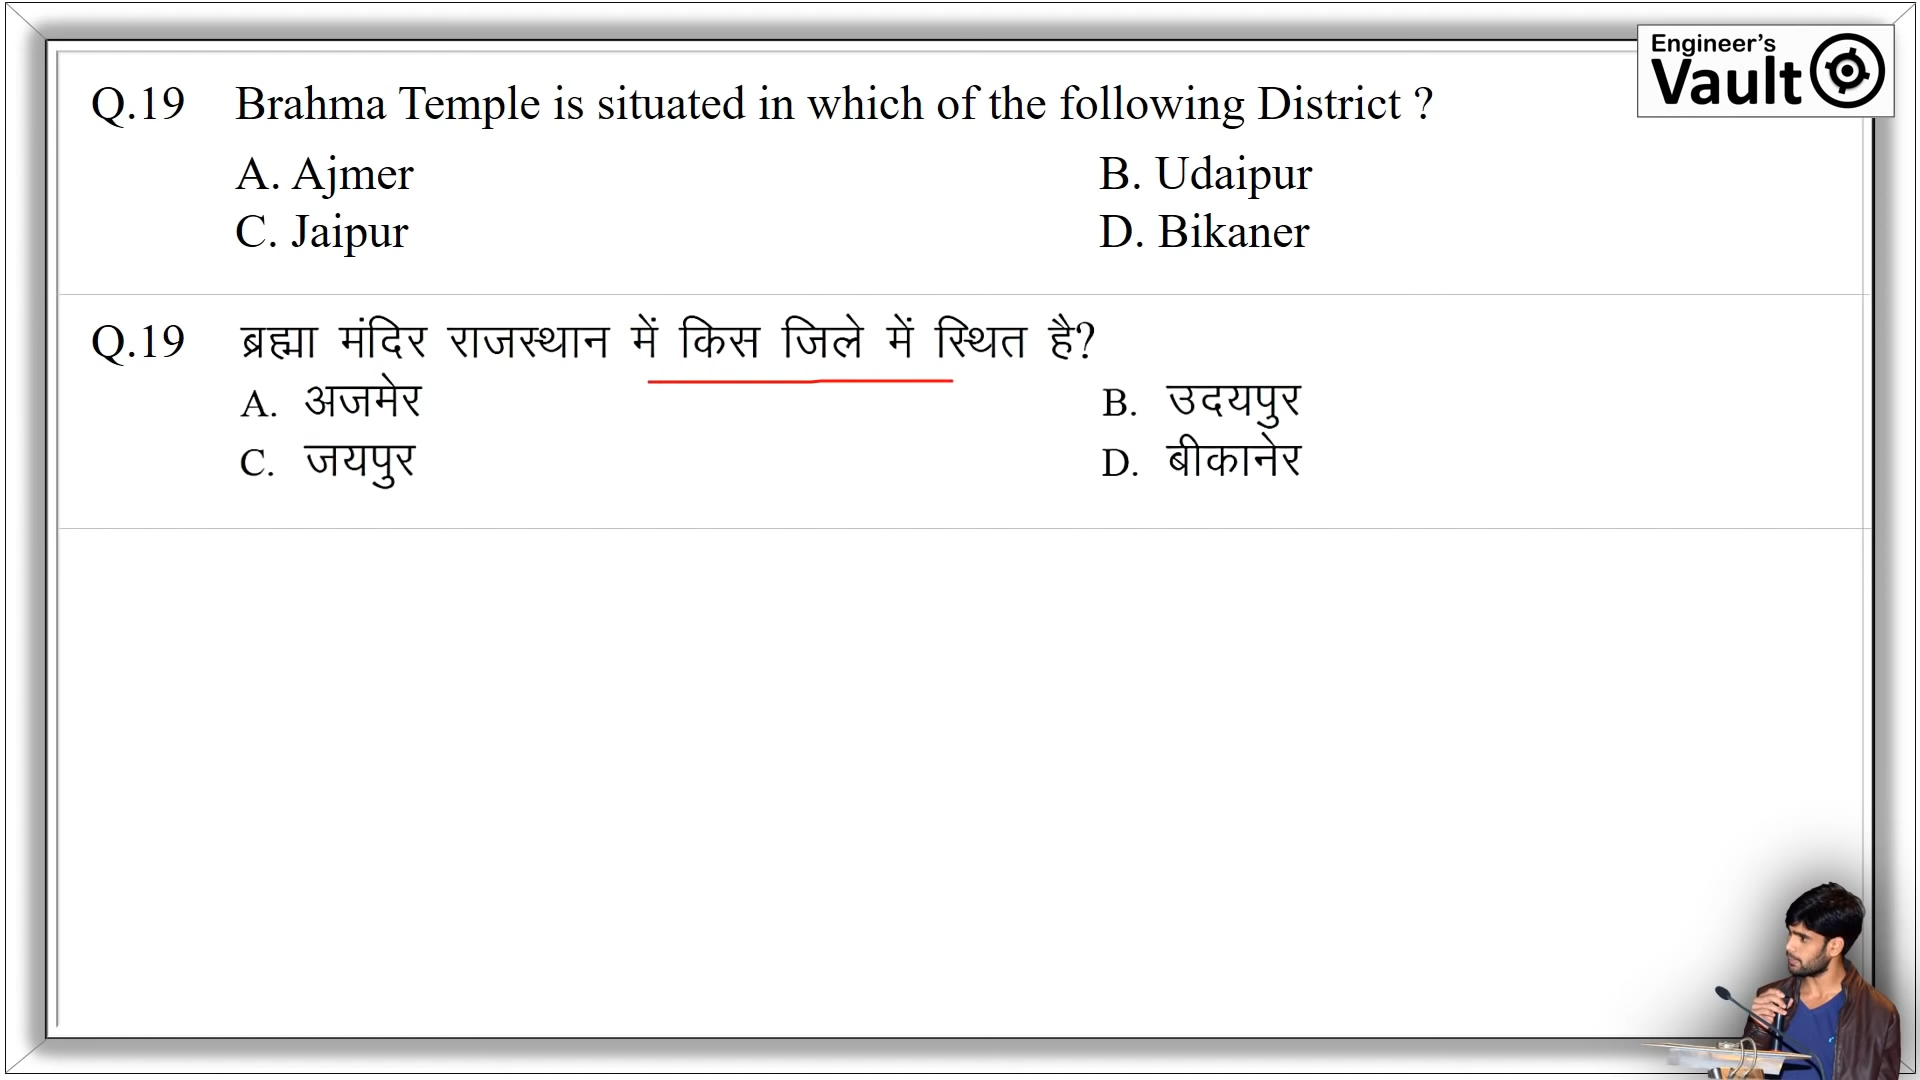 Engineer's
Vault
Q.19 Brahma Temple is situated in which of the following District ?
A. Ajmer B. Udaipur
C. Jaipur D. Bikaner
Q.19 ब्रह्मा मंदिर राजस्थान में किस जिले में स्थित है?
A. अजमेर B. उदयपुर
C. जयपुर D. बीकानेर